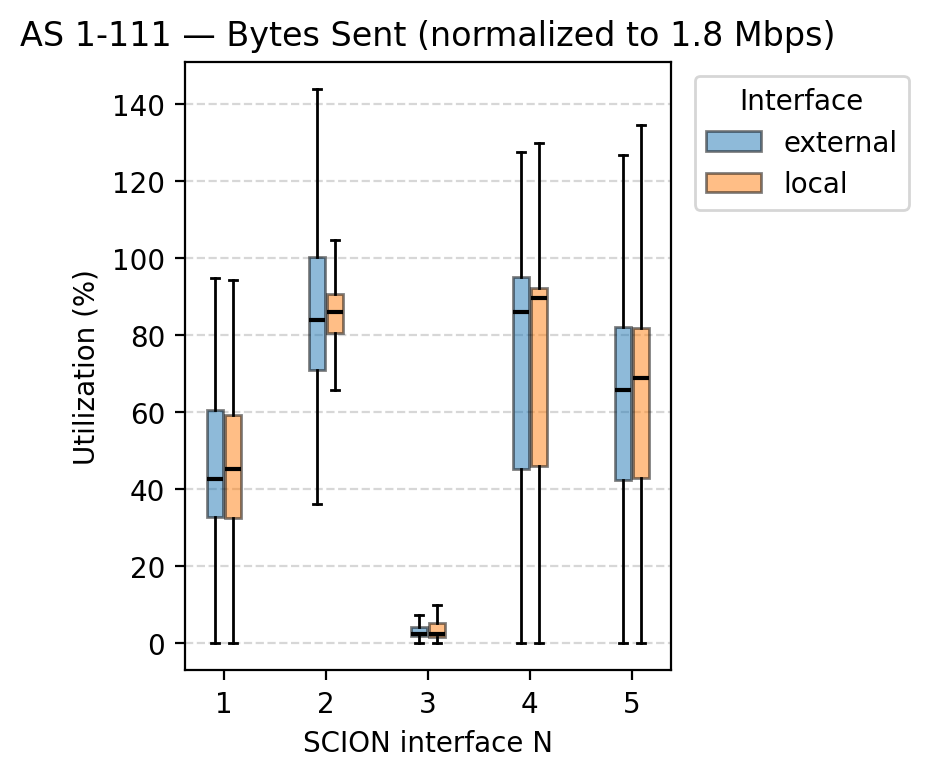 AS 1-111 — Bytes Sent (normalized to 1.8 Mbps)
Interface
external
local
Utilization (%)
140
120
100
80
60
40
20
0
1 2 3 4 5
SCION interface N